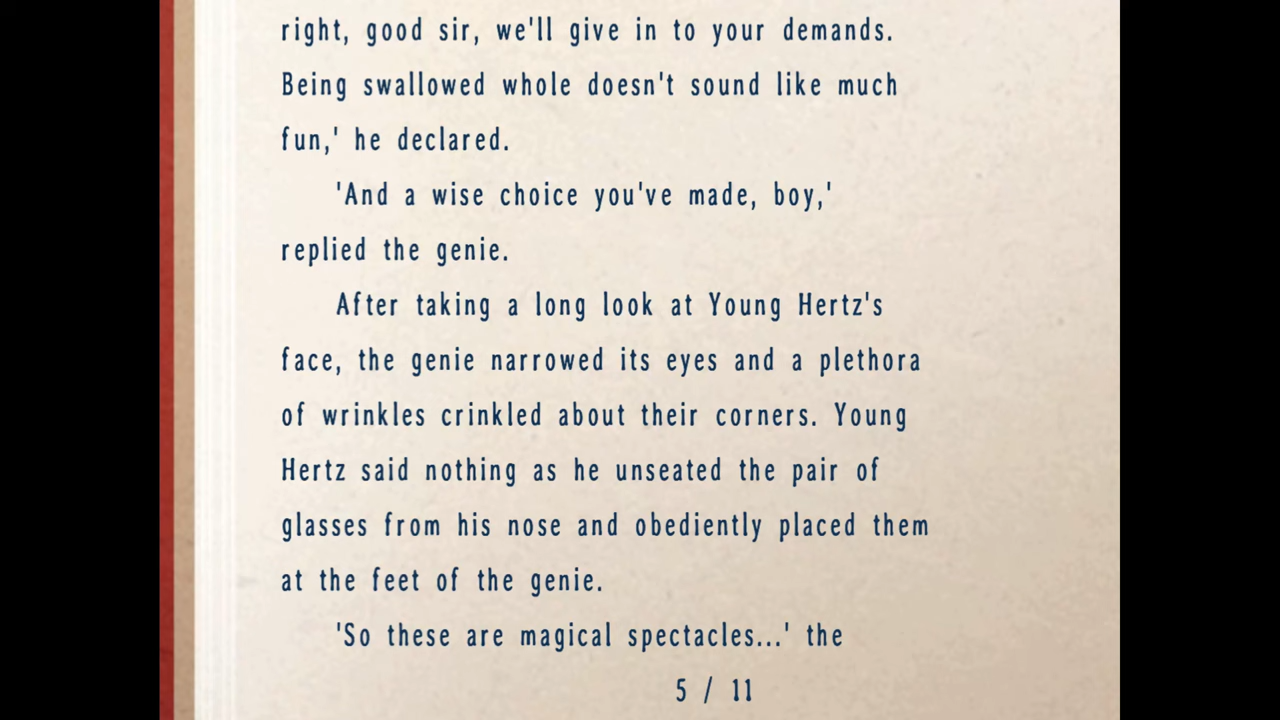 right, good sir, we'll give in to your demands.
Being swallowed whole doesn't sound like much
fun,' he declared.
'And a wise choice you've made, boy,'
replied the genie.
After taking a long look at Young Hertz's
face, the genie narrowed its eyes and a plethora
of wrinkles crinkled about their corners. Young
Hertz said nothing as he unseated the pair of
glasses from his nose and obediently placed them
at the feet of the genie.
'So these are magical spectacles...' the
5 / 11